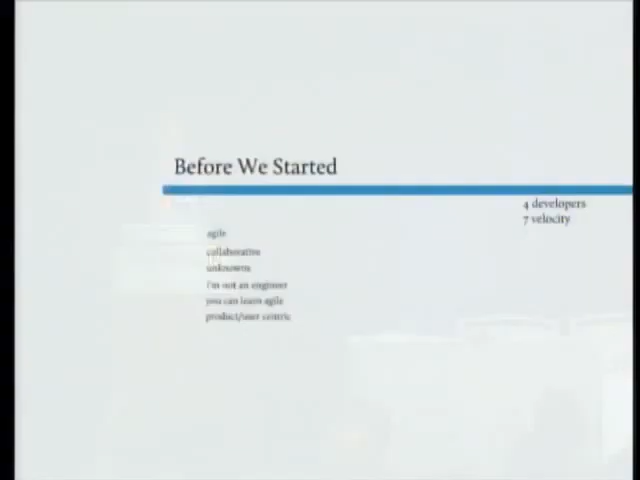 Before We Started
4 developers
7 velocity
agile
collaborative
unknowns
i'm not an engineer
you can learn agile
product/user centric